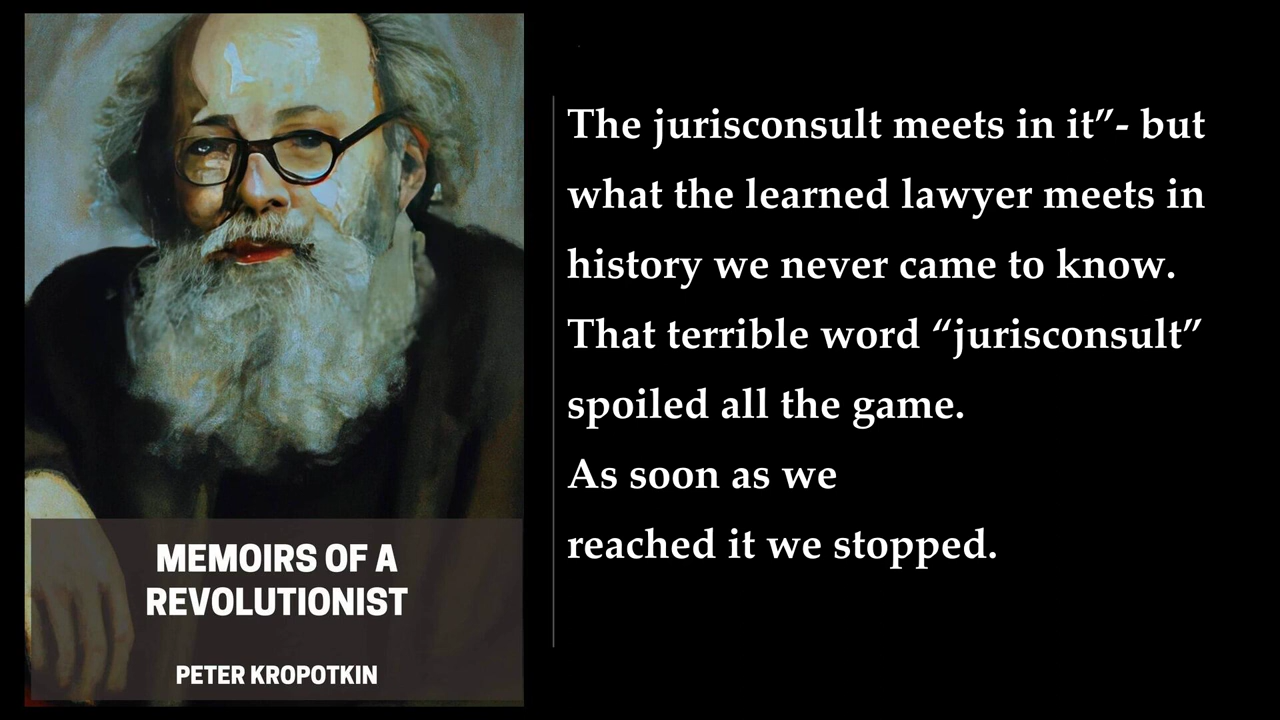 MEMOIRS OF A
REVOLUTIONIST
PETER KROPOTKIN
The jurisconsult meets in it”- but
what the learned lawyer meets in
history we never came to know.
That terrible word “jurisconsult”
spoiled all the game.
As soon as we
reached it we stopped.